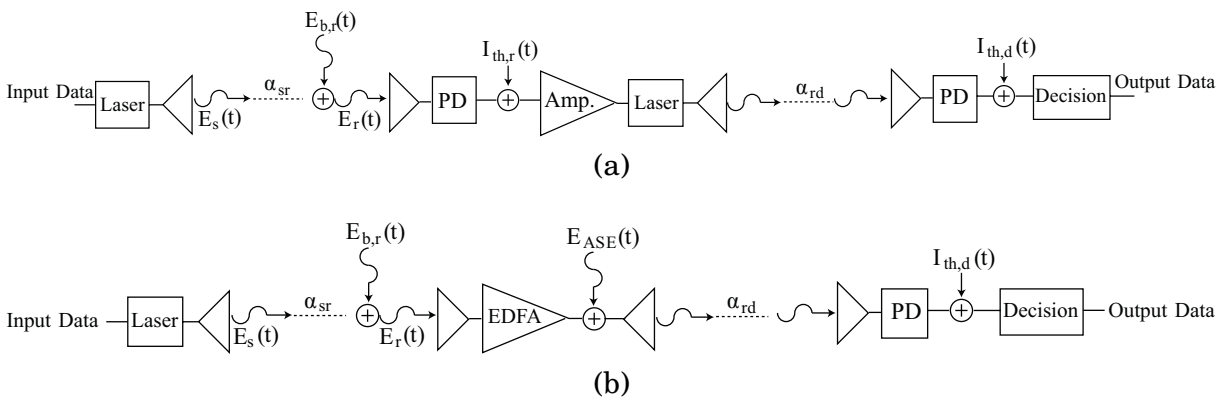 E_{b,r}(t)
I_{th,r}(t)
I_{th,d}(t)
Input Data
Laser
E_s(t)
α_{sr}
E_r(t)
PD
Amp.
Laser
α_{rd}
PD
Decision
Output Data
(a)
E_{b,r}(t)
E_{ASE}(t)
I_{th,d}(t)
Input Data
Laser
E_s(t)
α_{sr}
E_r(t)
EDFA
α_{rd}
PD
Decision
Output Data
(b)